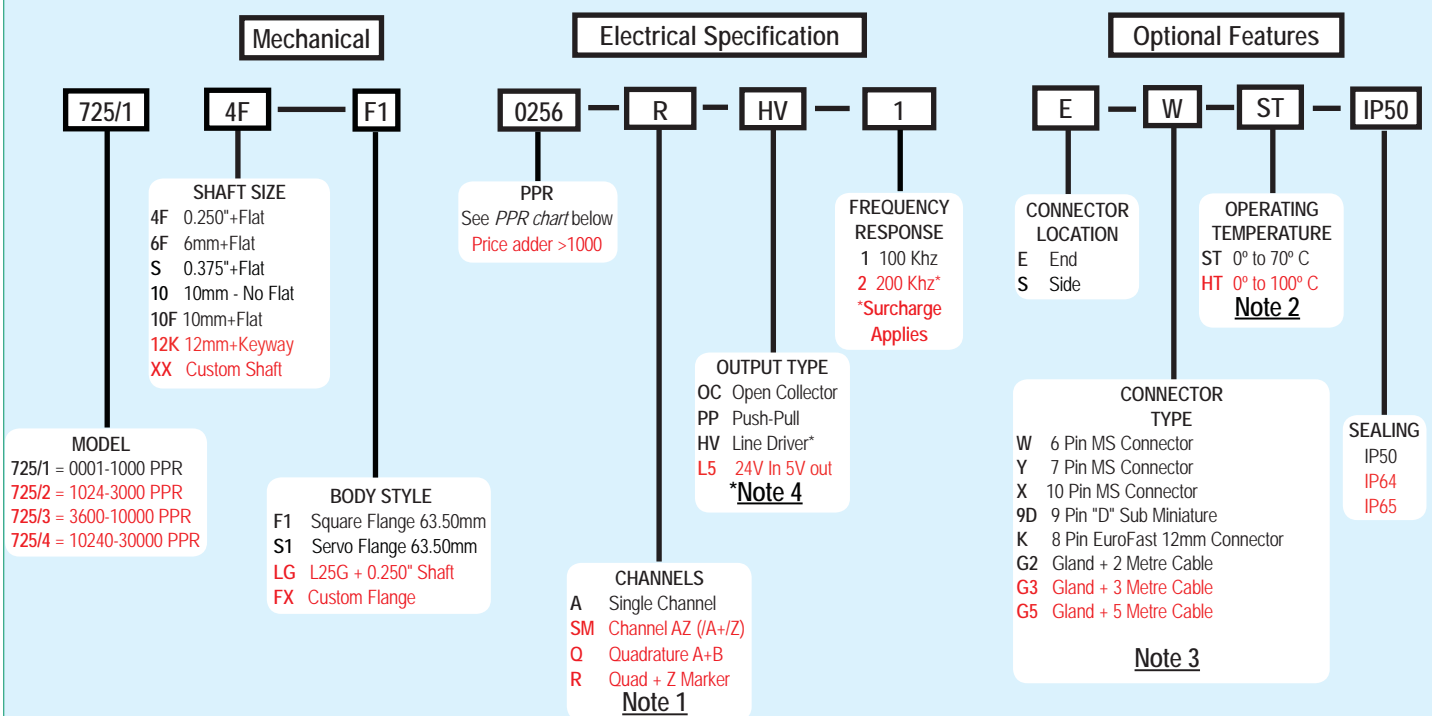 Mechanical
Electrical Specification
Optional Features
725/1
4F
F1
0256
R
HV
1
E
W
ST
IP50
SHAFT SIZE
4F 0.250"+Flat
6F 6mm+Flat
S 0.375"+Flat
10 10mm - No Flat
10F 10mm+Flat
12K 12mm+Keyway
XX Custom Shaft
PPR
See PPR chart below
Price adder >1000
FREQUENCY
RESPONSE
1 100 Khz
2 200 Khz*
*Surcharge
Applies
CONNECTOR
LOCATION
E End
S Side
OPERATING
TEMPERATURE
ST 0º to 70º C
HT 0º to 100º C
Note 2
MODEL
725/1 = 0001-1000 PPR
725/2 = 1024-3000 PPR
725/3 = 3600-10000 PPR
725/4 = 10240-30000 PPR
BODY STYLE
F1 Square Flange 63.50mm
S1 Servo Flange 63.50mm
LG L25G + 0.250" Shaft
FX Custom Flange
OUTPUT TYPE
OC Open Collector
PP Push-Pull
HV Line Driver*
L5 24V In 5V out
*Note 4
CHANNELS
A Single Channel
SM Channel AZ (/A+/Z)
Q Quadrature A+B
R Quad + Z Marker
Note 1
CONNECTOR
TYPE
W 6 Pin MS Connector
Y 7 Pin MS Connector
X 10 Pin MS Connector
9D 9 Pin "D" Sub Miniature
K 8 Pin EuroFast 12mm Connector
G2 Gland + 2 Metre Cable
G3 Gland + 3 Metre Cable
G5 Gland + 5 Metre Cable
Note 3
SEALING
IP50
IP64
IP65